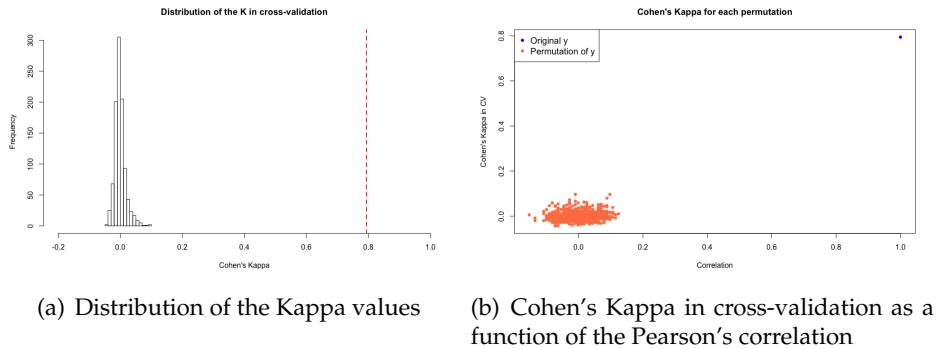 Distribution of the K in cross-validation
Frequency
300
250
200
150
100
50
0
-0.2
0.0
0.2
0.4
0.6
0.8
1.0
Cohen's Kappa
(a) Distribution of the Kappa values
Cohen's Kappa for each permutation
Original y
Permutation of y
Cohen's Kappa in CV
0.8
0.6
0.4
0.2
0.0
0.0
0.2
0.4
0.6
0.8
1.0
Correlation
(b) Cohen's Kappa in cross-validation as a
function of the Pearson's correlation